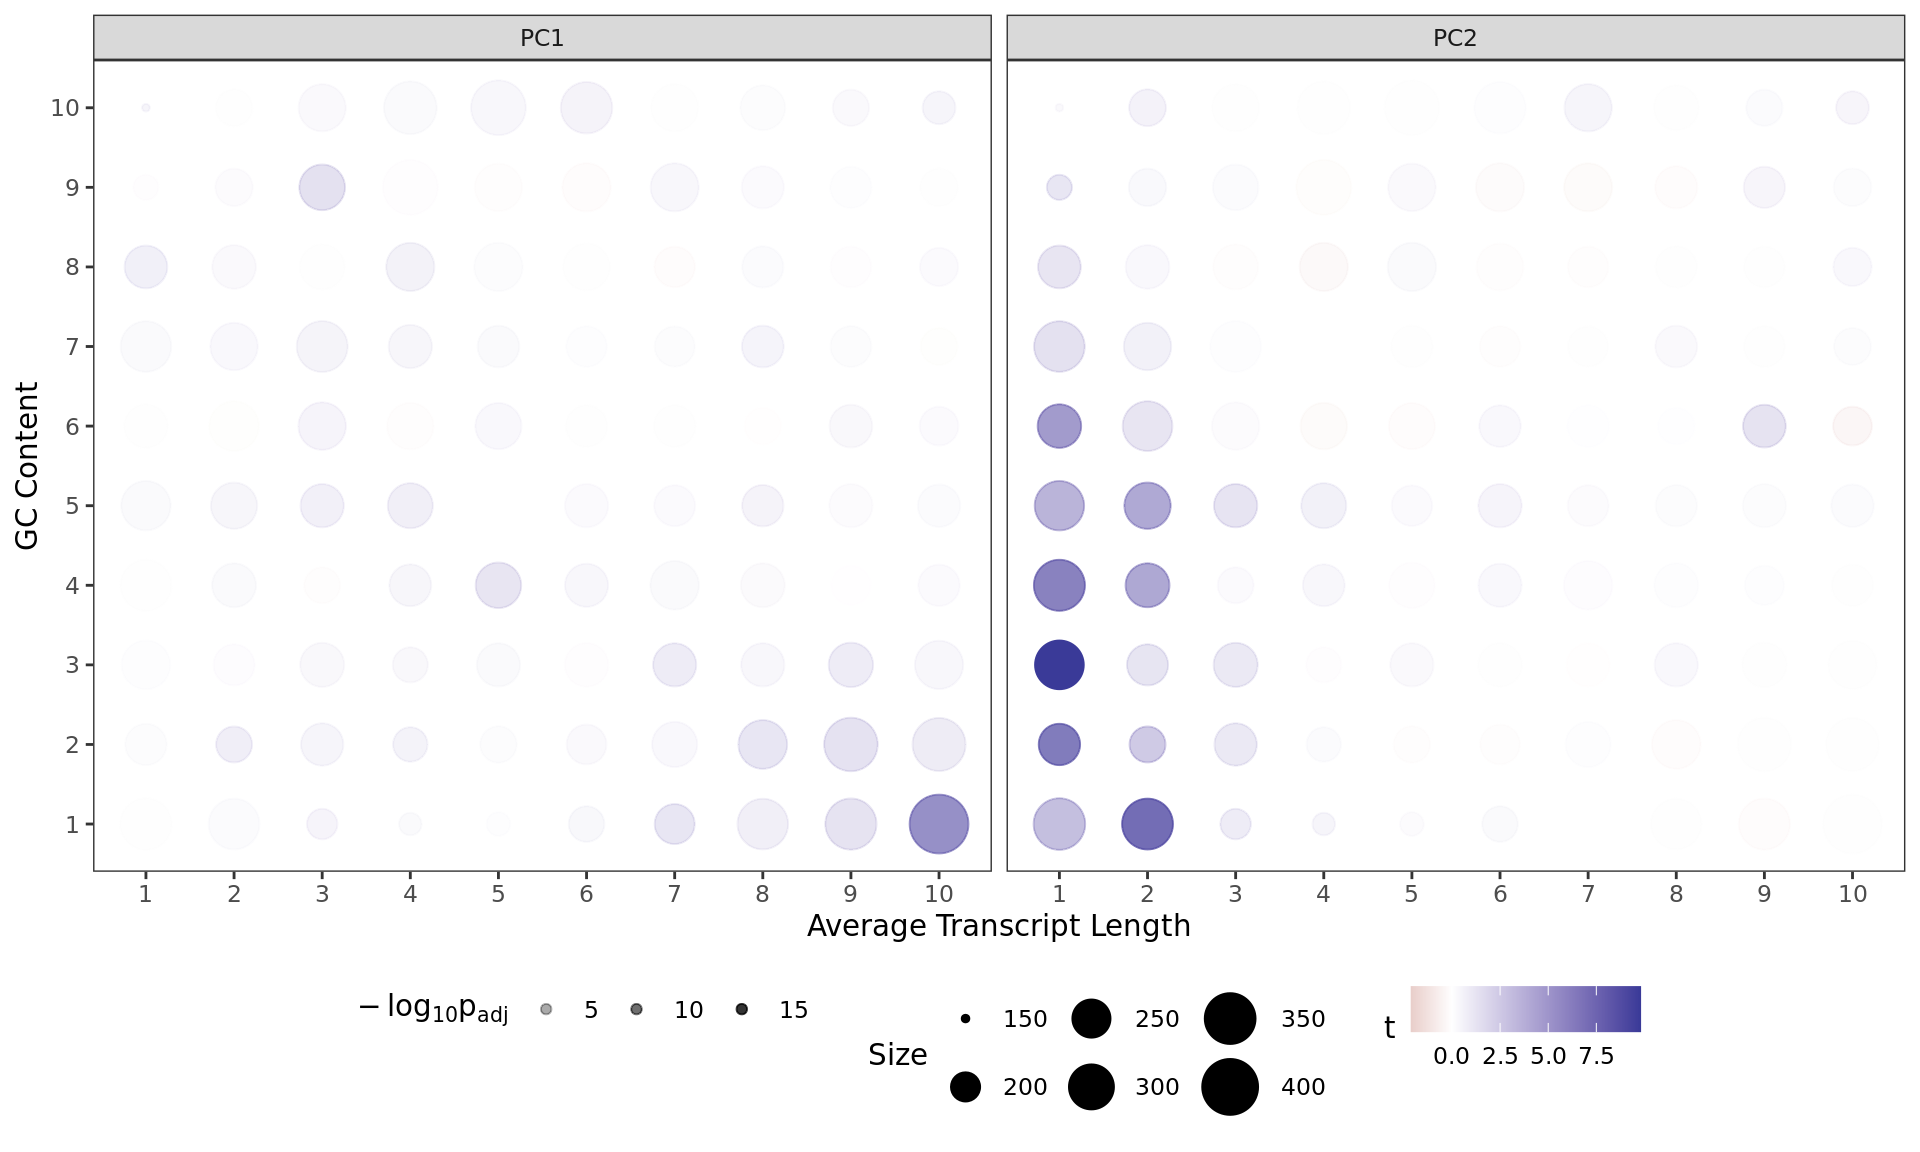 PC1 PC2
10
9
8
7
6
5
4
3
2
1
GC Content
1 2 3 4 5 6 7 8 9 10 1 2 3 4 5 6 7 8 9 10
Average Transcript Length
−log10padj 5 10 15
Size 150 250 350
200 300 400
t
0.0 2.5 5.0 7.5